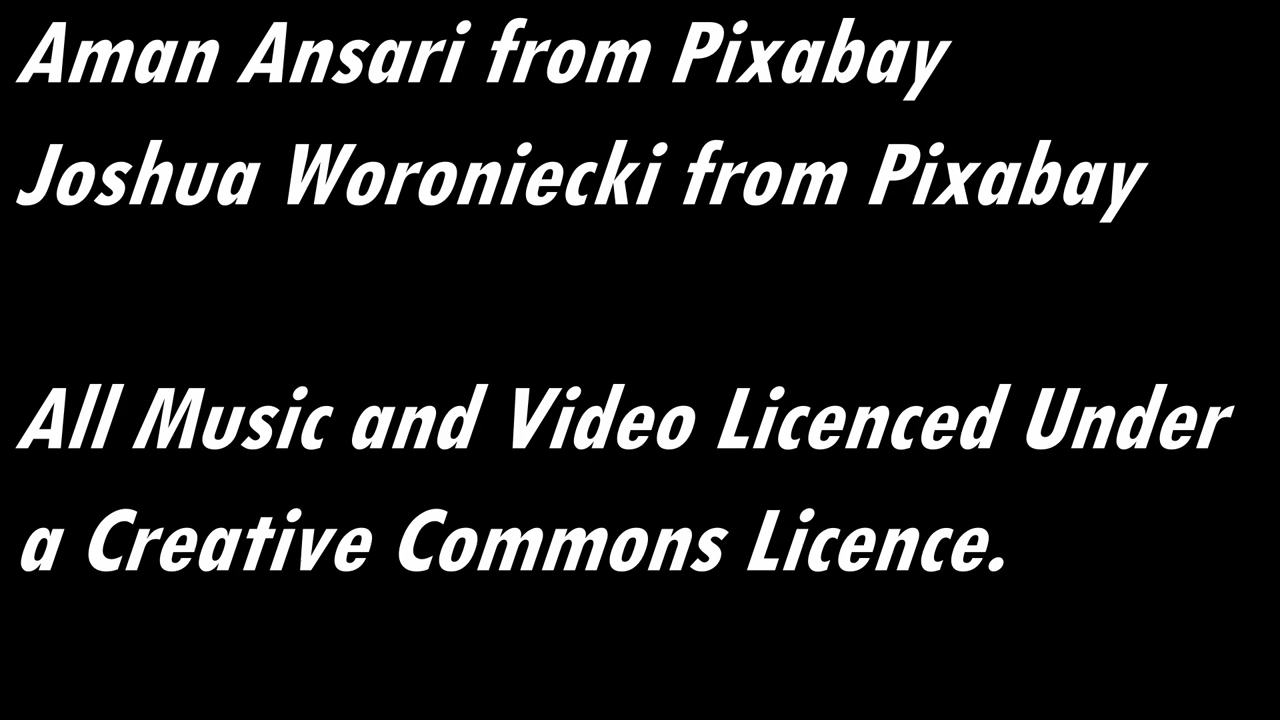 Aman Ansari from Pixabay
Joshua Woroniecki from Pixabay
All Music and Video Licenced Under
a Creative Commons Licence.